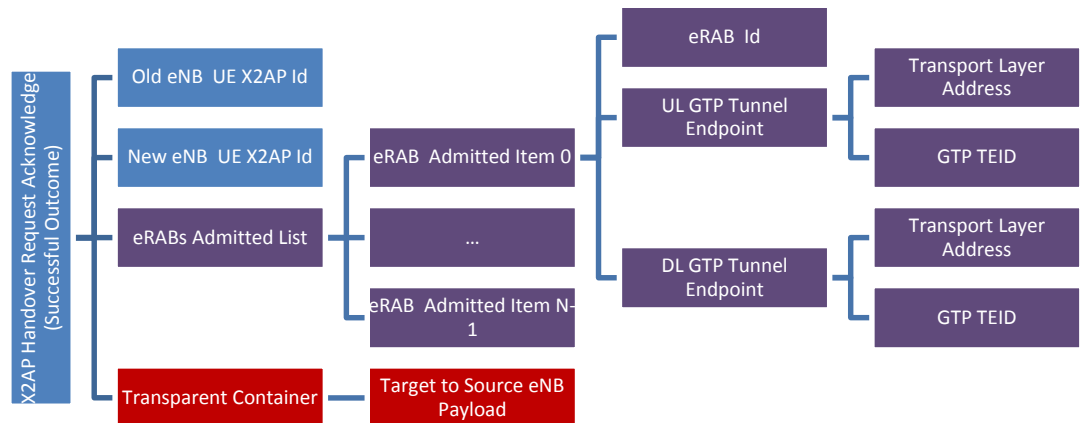 X2AP Handover Request Acknowledge
(Successful Outcome)
Old eNB UE X2AP Id
New eNB UE X2AP Id
eRABs Admitted List
Transparent Container
eRAB Admitted Item 0
...
eRAB Admitted Item N-
1
Target to Source eNB
Payload
eRAB Id
UL GTP Tunnel
Endpoint
DL GTP Tunnel
Endpoint
Transport Layer
Address
GTP TEID
Transport Layer
Address
GTP TEID